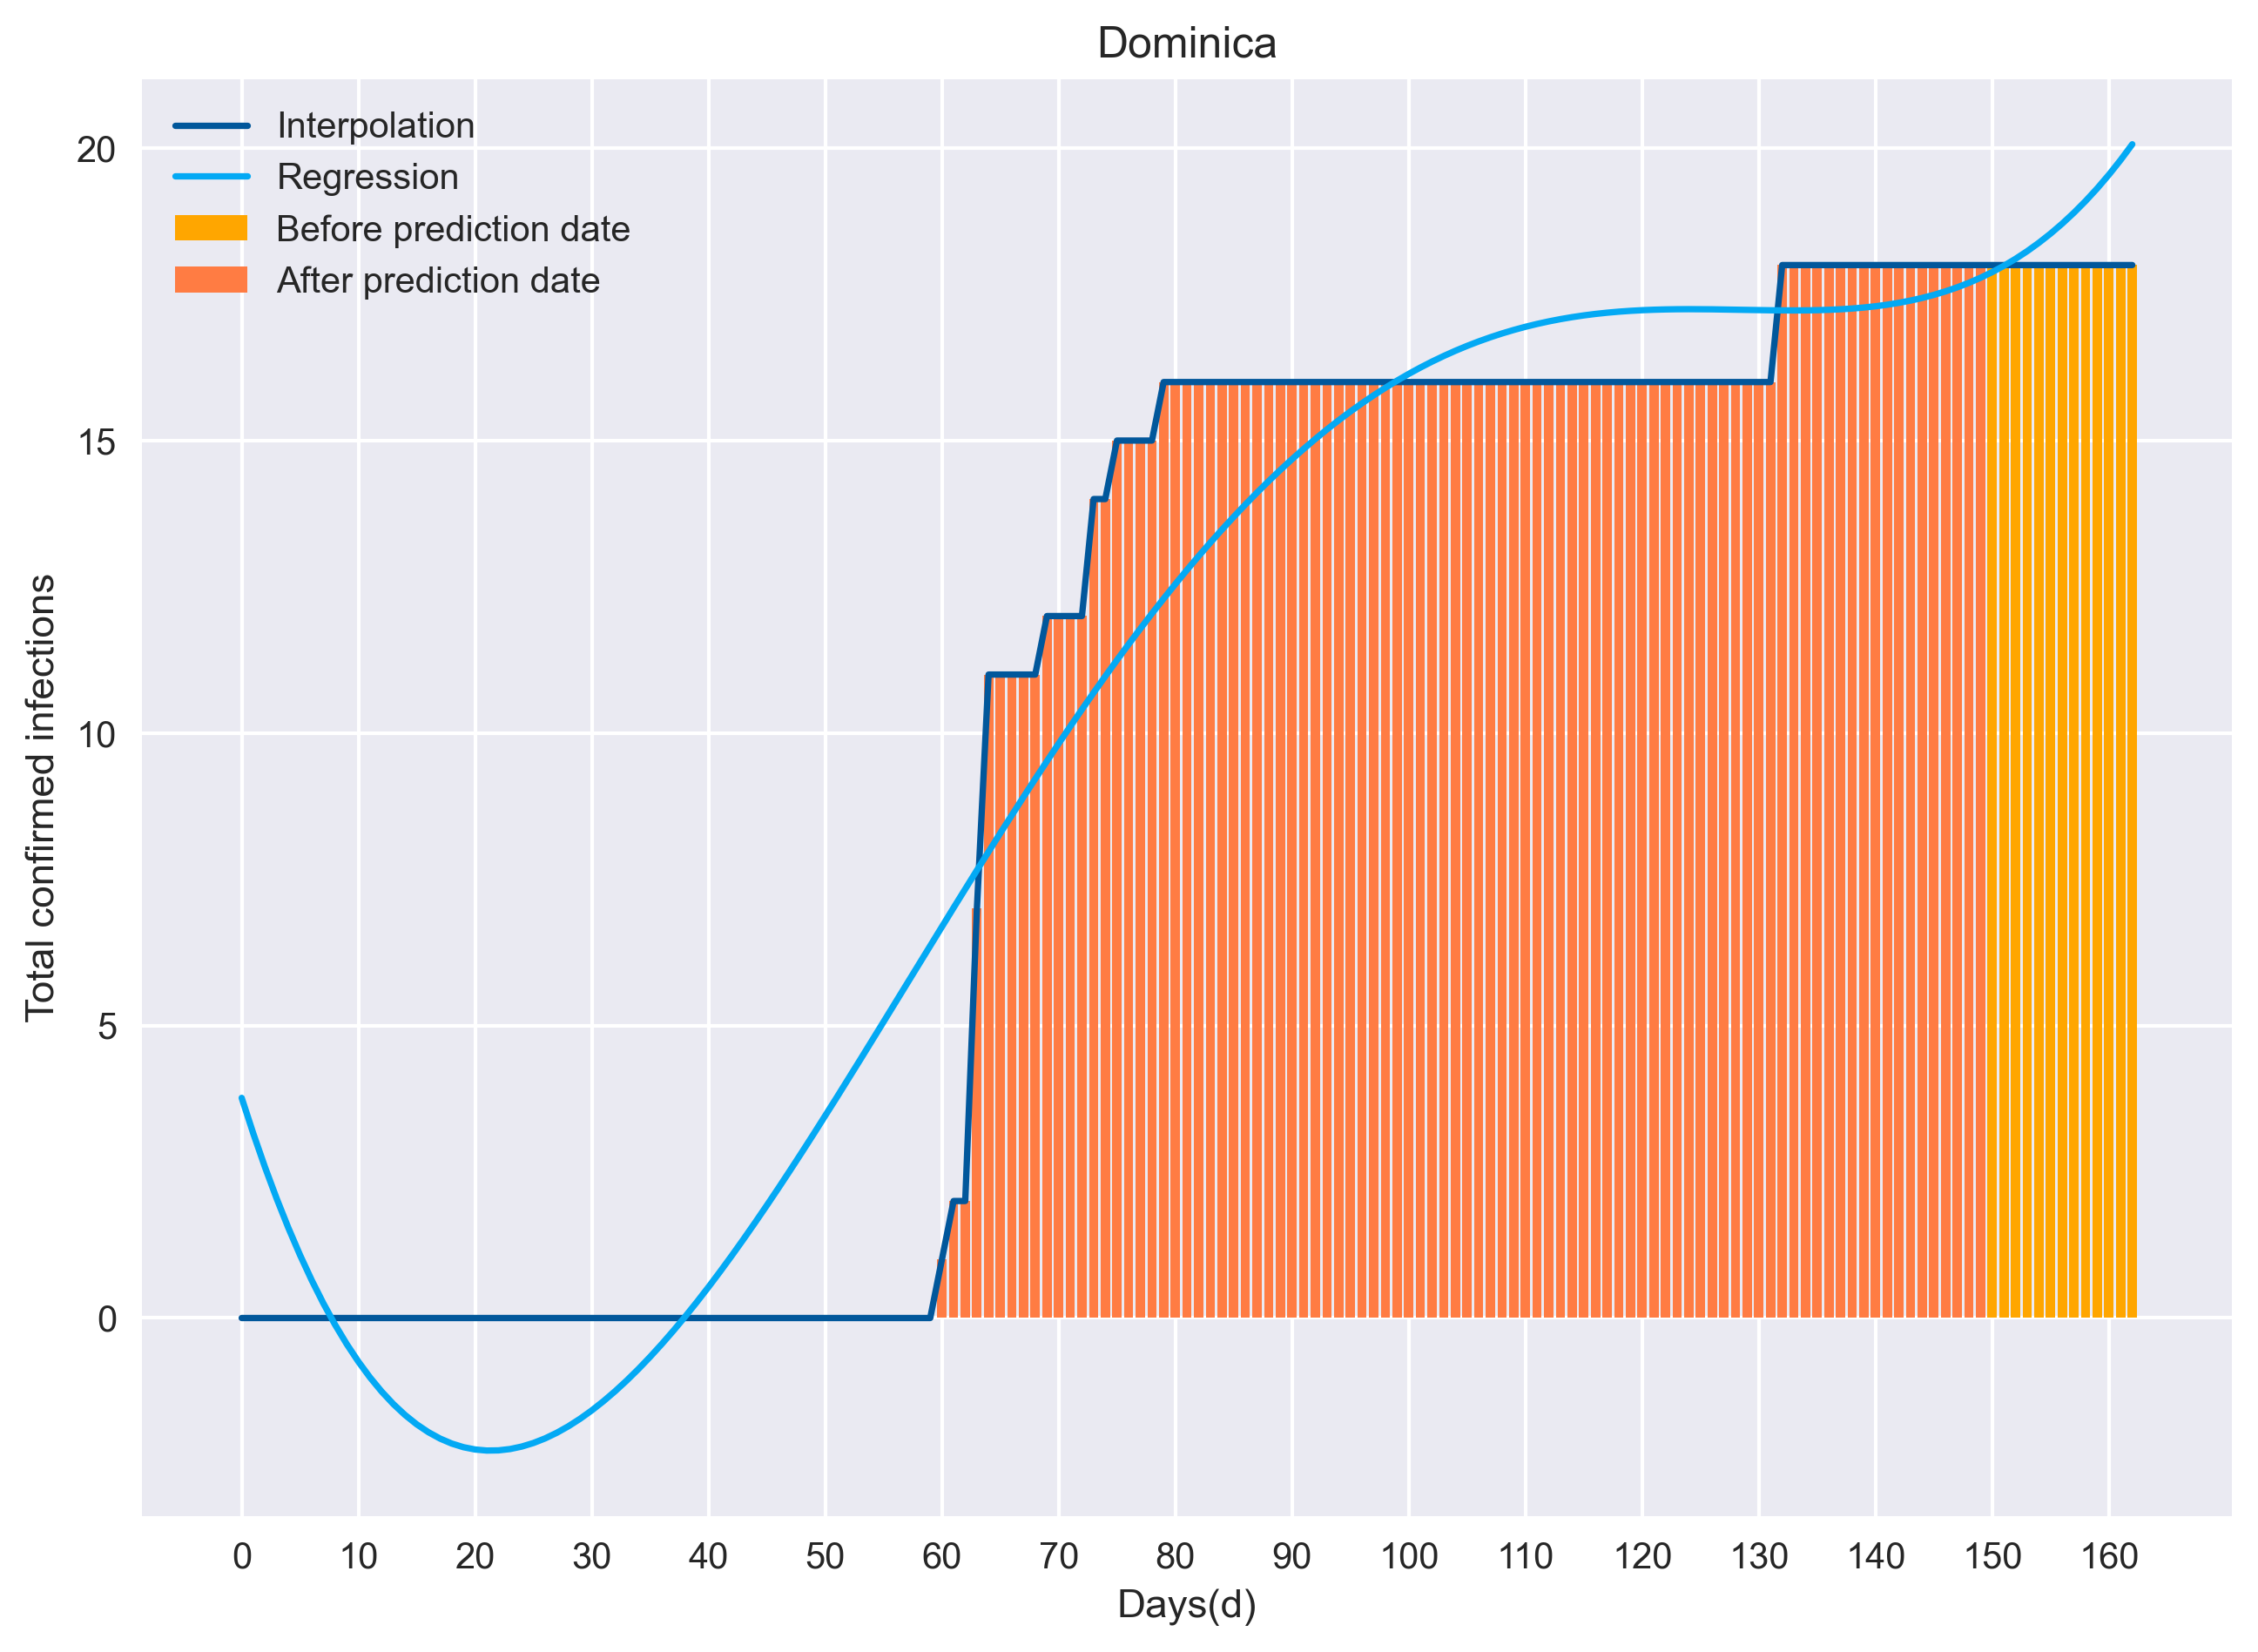 Dominica
Interpolation
Regression
Before prediction date
After prediction date
Total confirmed infections
20
15
10
5
0
0 10 20 30 40 50 60 70 80 90 100 110 120 130 140 150 160
Days(d)